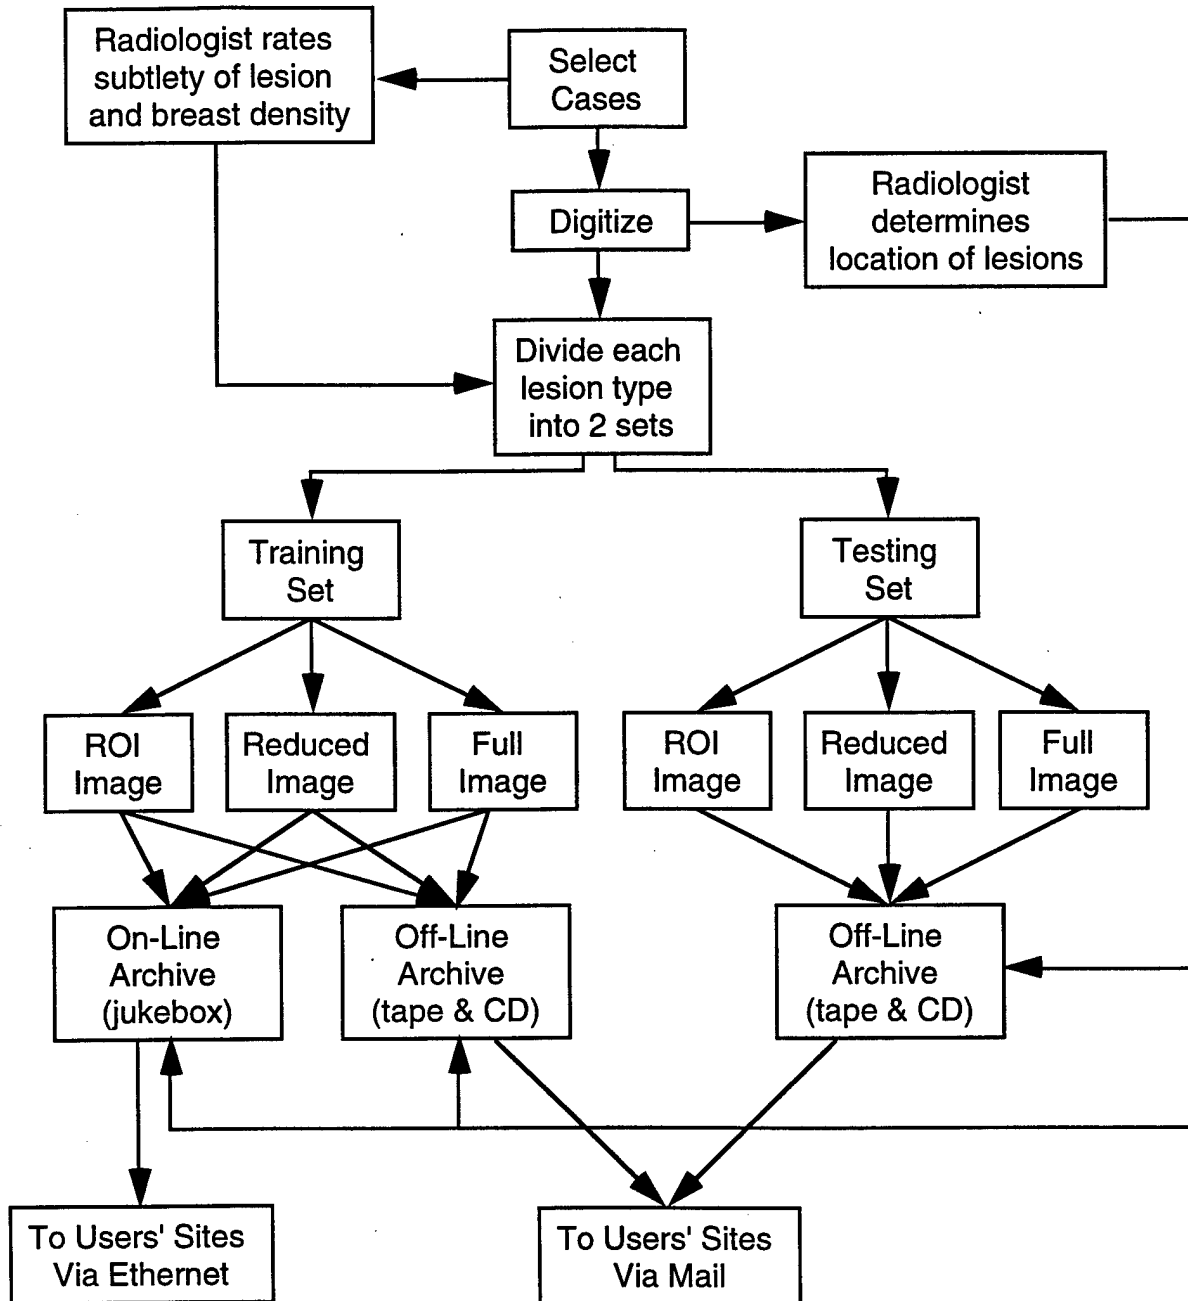 Radiologist rates
subtlety of lesion
and breast density
Select
Cases
Digitize
Radiologist
determines
location of lesions
Divide each
lesion type
into 2 sets
Training
Set
Testing
Set
ROI
Image
Reduced
Image
Full
Image
ROI
Image
Reduced
Image
Full
Image
On-Line
Archive
(jukebox)
Off-Line
Archive
(tape & CD)
Off-Line
Archive
(tape & CD)
To Users' Sites
Via Ethernet
To Users' Sites
Via Mail